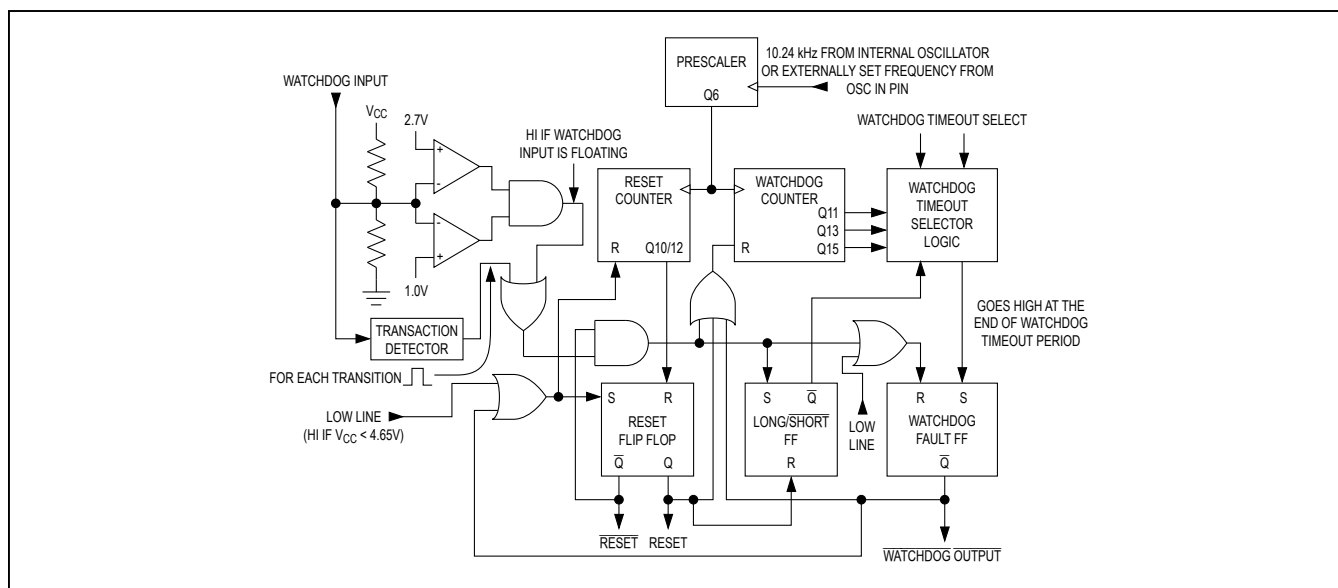 10.24 kHz FROM INTERNAL OSCILLATOR
OR EXTERNALLY SET FREQUENCY FROM
OSC IN PIN
PRESCALER
Q6
WATCHDOG INPUT
VCC
2.7V
+
-
-
+
1.0V
HI IF WATCHDOG
INPUT IS FLOATING
WATCHDOG TIMEOUT SELECT
RESET
COUNTER
R
Q10/12
WATCHDOG
COUNTER
Q11
Q13
Q15
R
WATCHDOG
TIMEOUT
SELECTOR
LOGIC
TRANSACTION
DETECTOR
GOES HIGH AT THE
END OF WATCHDOG
TIMEOUT PERIOD
FOR EACH TRANSITION
LOW LINE
(HI IF VCC < 4.65V)
S R
RESET
FLIP FLOP
Q̅ Q
S Q̅
LONG/S̅H̅O̅R̅T̅
FF
R
LOW
LINE
R S
WATCHDOG
FAULT FF
Q̅
R̅E̅S̅E̅T̅ RESET
W̅A̅T̅C̅H̅D̅O̅G̅ O̅U̅T̅P̅U̅T̅